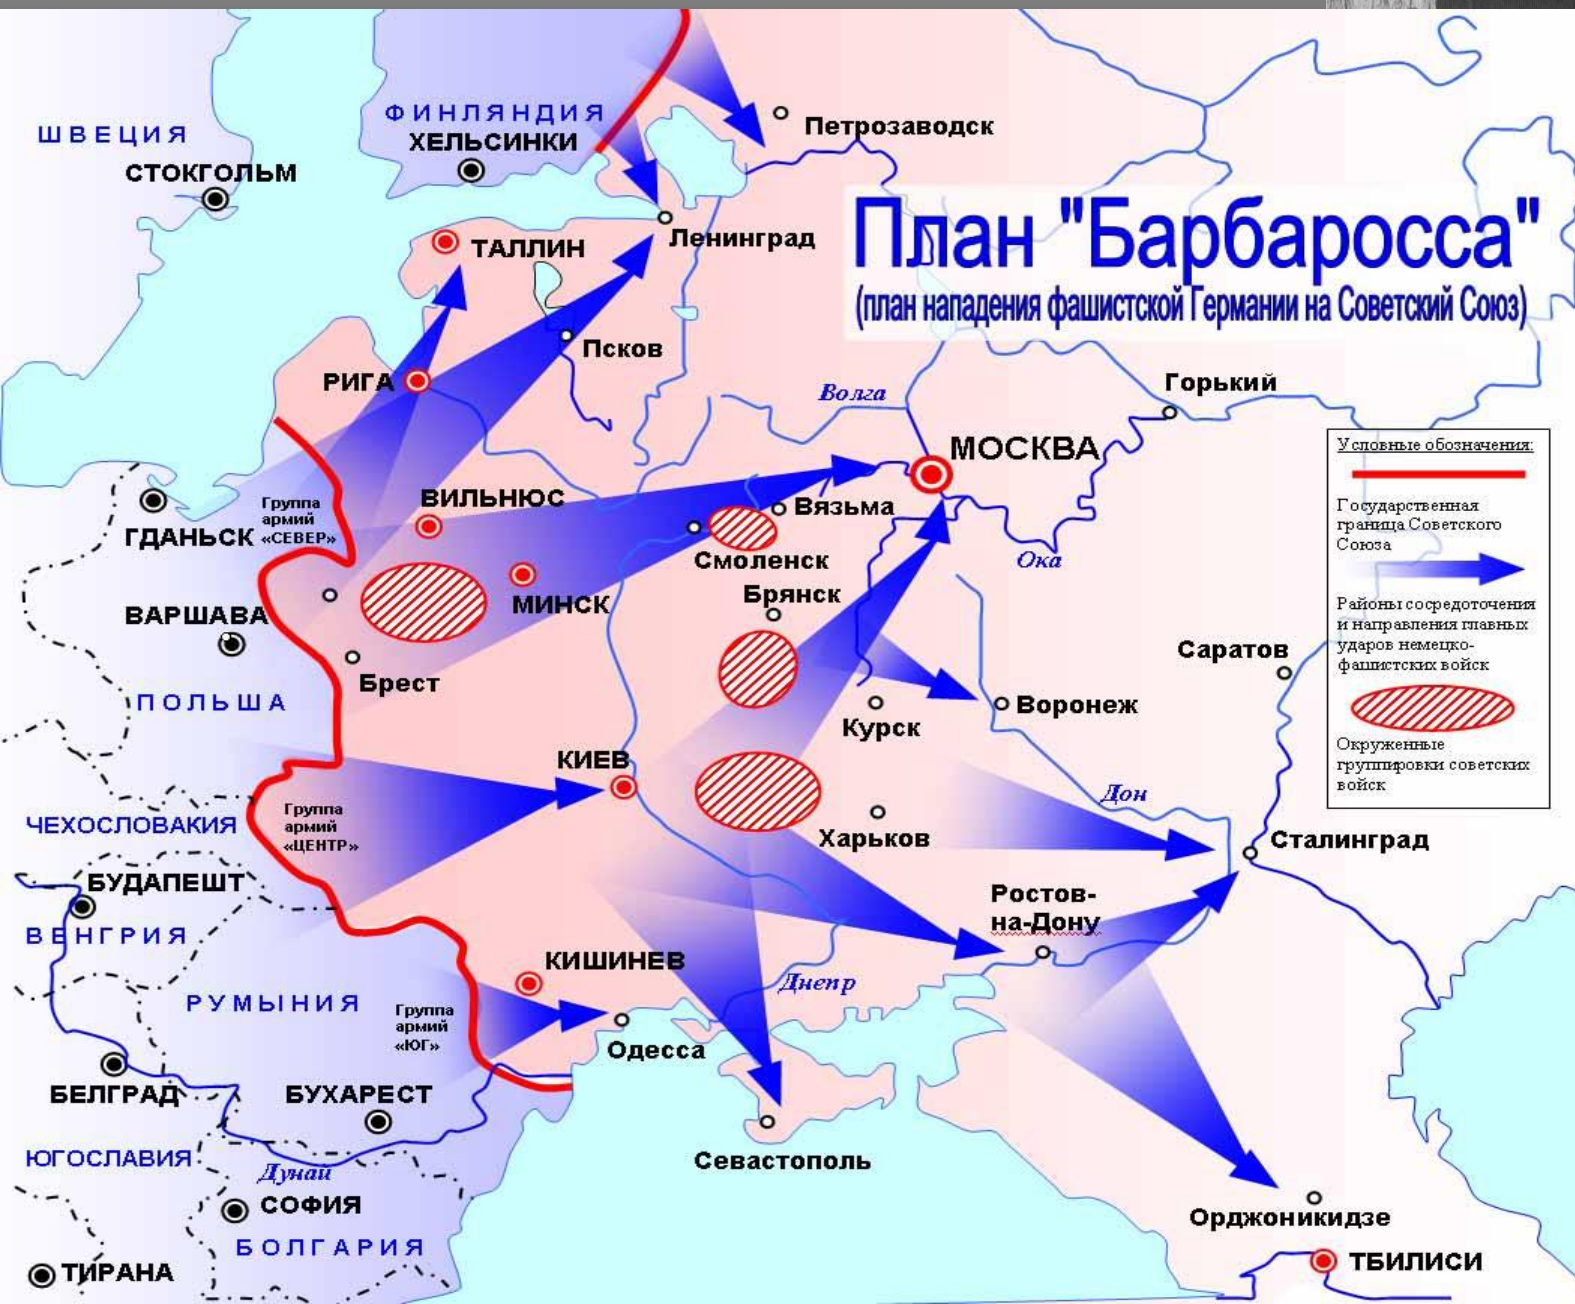 ФИНЛЯНДИЯ
ШВЕЦИЯ
ХЕЛЬСИНКИ
СТОКГОЛЬМ
Петрозаводск
План "Барбаросса"
(план нападения фашистской Германии на Советский Союз)
ТАЛЛИН
Ленинград
Псков
РИГА
Волга
Горький
МОСКВА
Условные обозначения:
Государственная
граница Советского
Союза
Районы сосредоточения
и направления главных
ударов немецко-
фашистских войск
Окруженные
группировки советских
войск
ВИЛЬНЮС
Вязьма
ГДАНЬСК
Группа
армий
«СЕВЕР»
Смоленск
Ока
Брянск
МИНСК
ВАРШАВА
Брест
ПОЛЬША
Саратов
Курск
Воронеж
КИЕВ
Дон
Группа
армий
«ЦЕНТР»
ЧЕХОСЛОВАКИЯ
Харьков
Сталинград
БУДАПЕШТ
Ростов-
на-Дону
ВЕНГРИЯ
КИШИНЕВ
Днепр
РУМЫНИЯ
Группа
армий
«ЮГ»
Одесса
БЕЛГРАД
БУХАРЕСТ
Севастополь
ЮГОСЛАВИЯ
Дунай
СОФИЯ
Орджоникидзе
БОЛГАРИЯ
ТИРАНА
ТБИЛИСИ